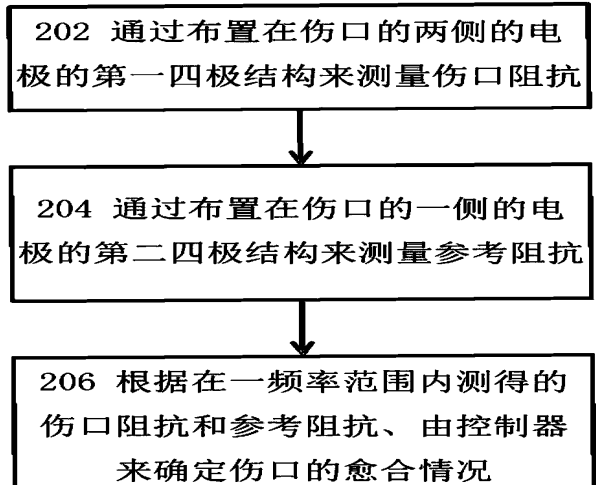 202 通过布置在伤口的两侧的电
极的第一四极结构来测量伤口阻抗
204 通过布置在伤口的一侧的电
极的第二四极结构来测量参考阻抗
206 根据在一频率范围内测得的
伤口阻抗和参考阻抗、由控制器
来确定伤口的愈合情况